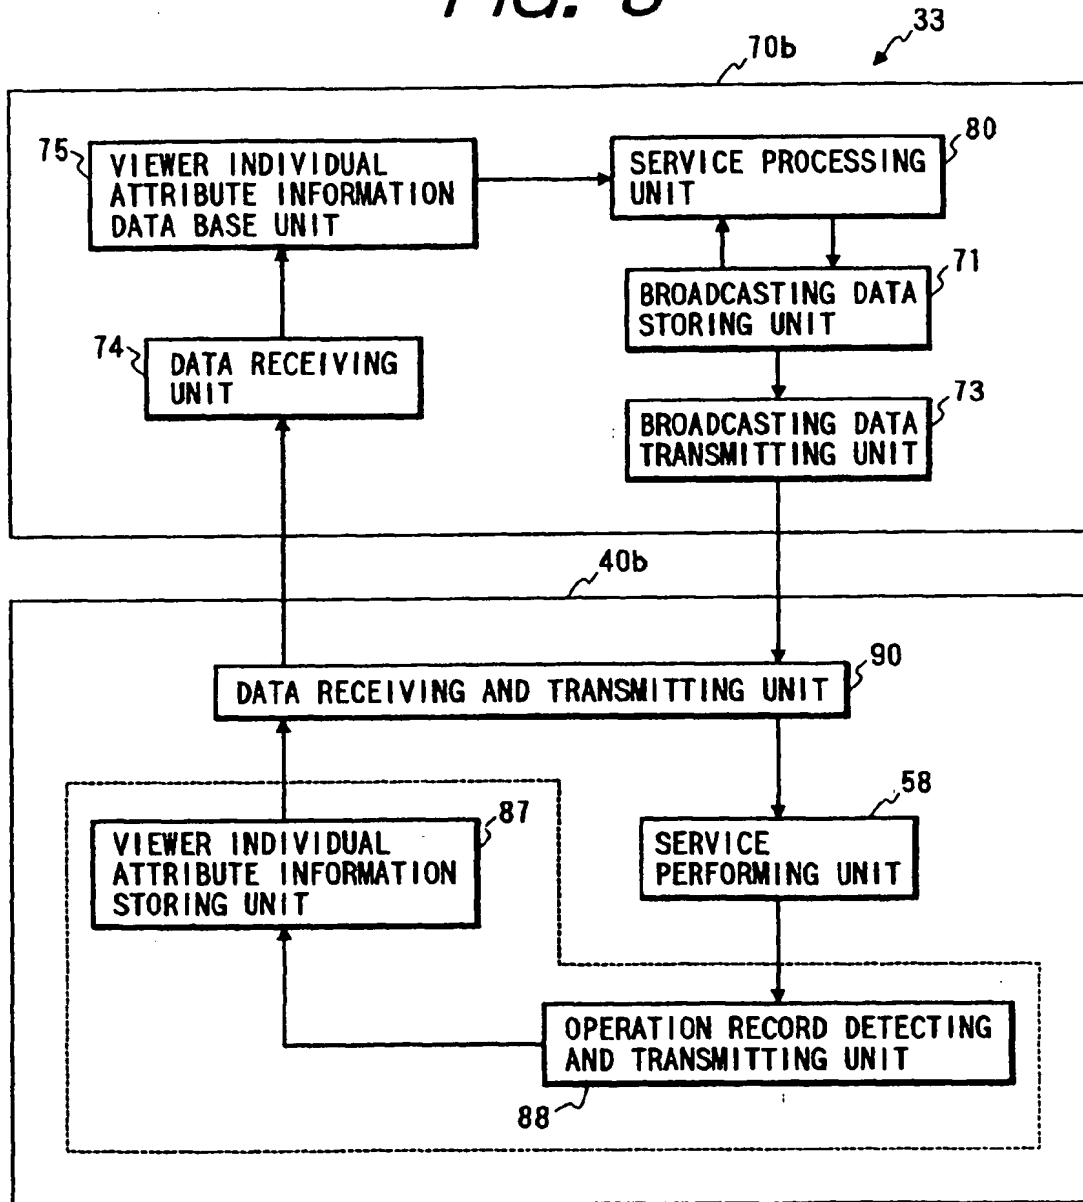 33
70b
75
VIEWER INDIVIDUAL
ATTRIBUTE INFORMATION
DATA BASE UNIT
80
SERVICE PROCESSING
UNIT
71
BROADCASTING DATA
STORING UNIT
74
DATA RECEIVING
UNIT
73
BROADCASTING DATA
TRANSMITTING UNIT
40b
90
DATA RECEIVING AND TRANSMITTING UNIT
87
VIEWER INDIVIDUAL
ATTRIBUTE INFORMATION
STORING UNIT
58
SERVICE
PERFORMING UNIT
OPERATION RECORD DETECTING
AND TRANSMITTING UNIT
88